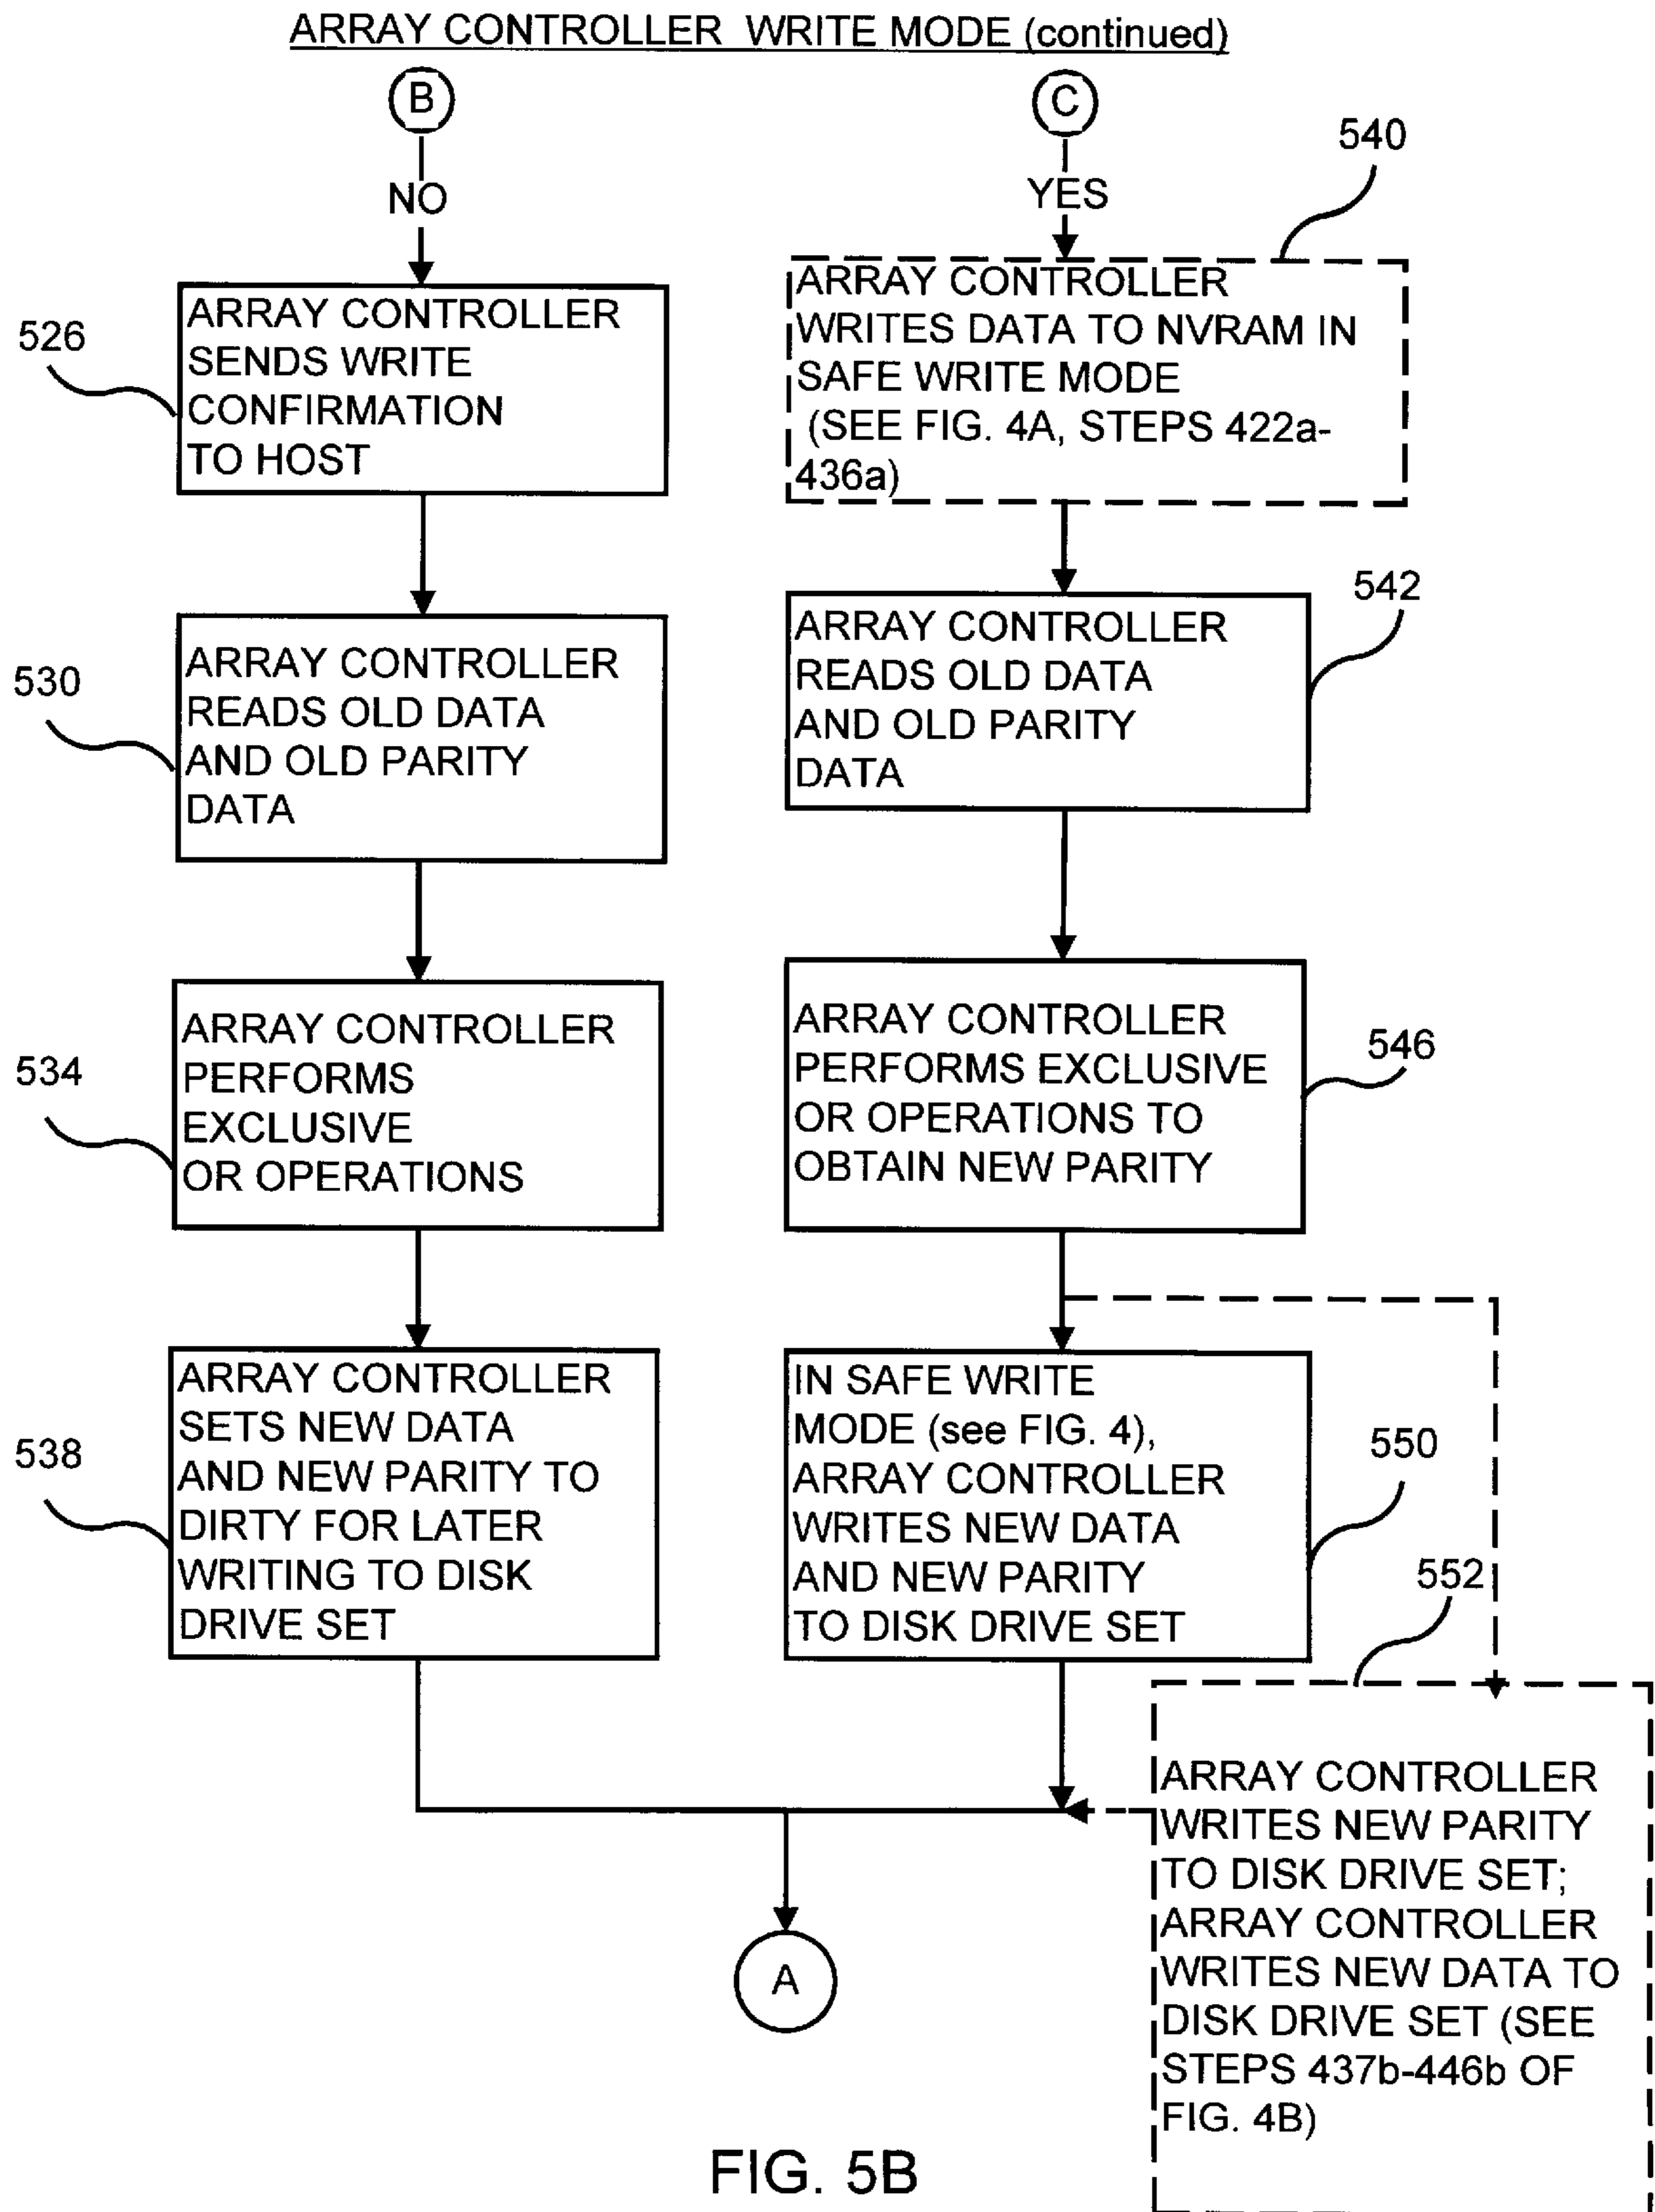 ARRAY CONTROLLER WRITE MODE (continued)
B
NO
526
ARRAY CONTROLLER
SENDS WRITE
CONFIRMATION
TO HOST
530
ARRAY CONTROLLER
READS OLD DATA
AND OLD PARITY
DATA
534
ARRAY CONTROLLER
PERFORMS
EXCLUSIVE
OR OPERATIONS
538
ARRAY CONTROLLER
SETS NEW DATA
AND NEW PARITY TO
DIRTY FOR LATER
WRITING TO DISK
DRIVE SET
C
YES
540
ARRAY CONTROLLER
WRITES DATA TO NVRAM IN
SAFE WRITE MODE
(SEE FIG. 4A, STEPS 422a-
436a)
542
ARRAY CONTROLLER
READS OLD DATA
AND OLD PARITY
DATA
546
ARRAY CONTROLLER
PERFORMS EXCLUSIVE
OR OPERATIONS TO
OBTAIN NEW PARITY
550
IN SAFE WRITE
MODE (see FIG. 4),
ARRAY CONTROLLER
WRITES NEW DATA
AND NEW PARITY
TO DISK DRIVE SET
552
ARRAY CONTROLLER
WRITES NEW PARITY
TO DISK DRIVE SET;
ARRAY CONTROLLER
WRITES NEW DATA TO
DISK DRIVE SET (SEE
STEPS 437b-446b OF
FIG. 4B)
A
FIG. 5B